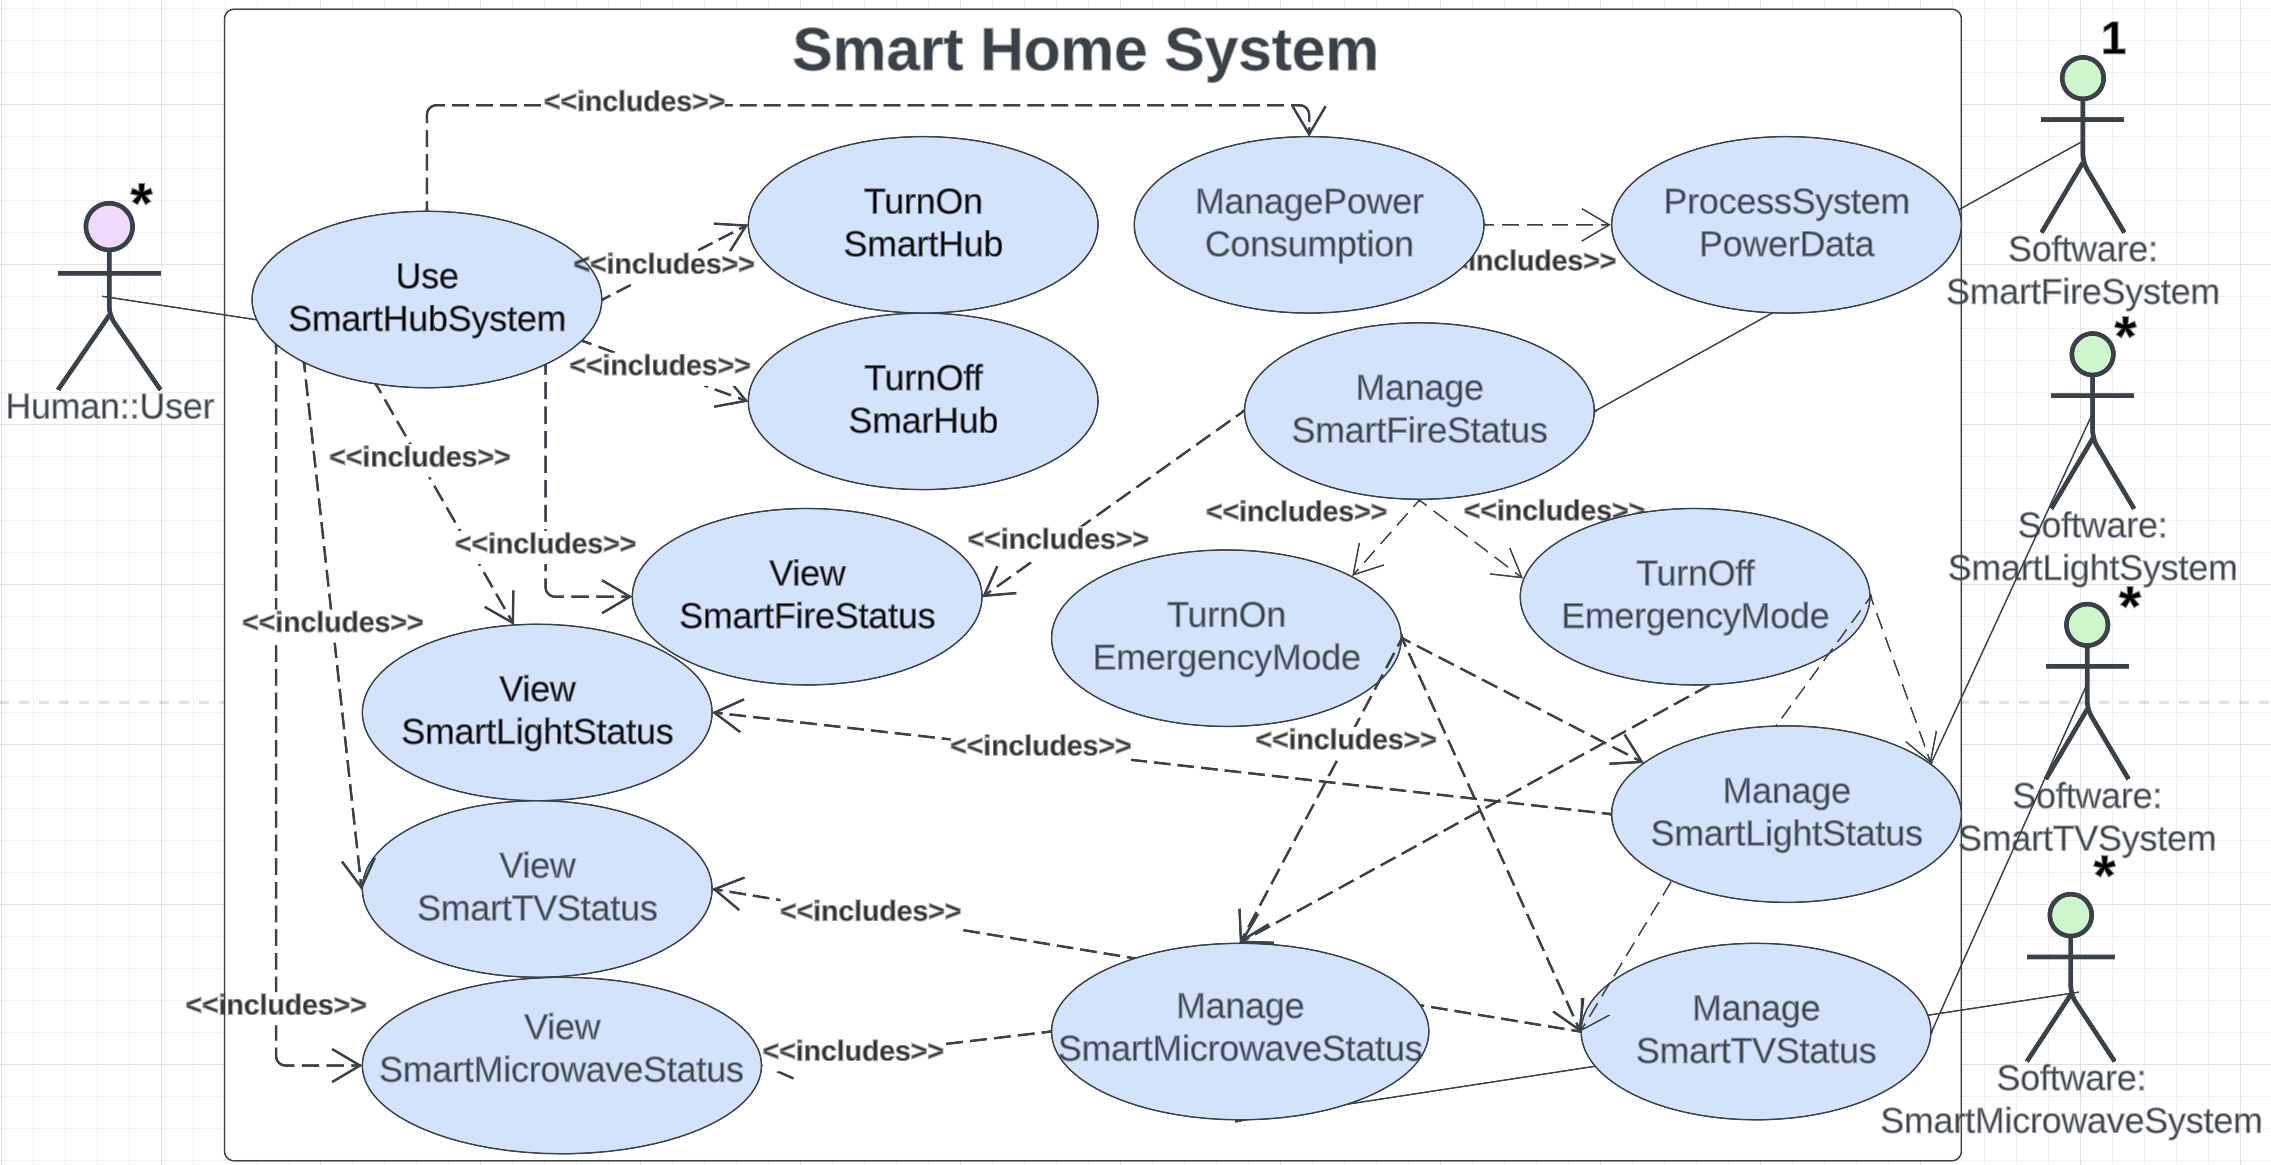 Smart Home System
1
<<includes>>
*
TurnOn
SmartHub
ManagePower
Consumption
ProcessSystem
PowerData
Software:
SmartFireSystem
Use
SmartHubSystem
<<includes>>
includes>>
Human::User
<<includes>>
TurnOff
SmarHub
Manage
SmartFireStatus
*
<<includes>>
<<includes>>
<<includes>>
<<includes>>
<<includes>>
Software:
SmartLightSystem
View
SmartFireStatus
TurnOn
EmergencyMode
TurnOff
EmergencyMode
*
<<includes>>
View
SmartLightStatus
<<includes>>
<<includes>>
Manage
SmartLightStatus
Software:
SmartTVSystem
*
View
SmartTVStatus
<<includes>>
<<includes>>
View
SmartMicrowaveStatus
<<includes>>
Manage
SmartMicrowaveStatus
Manage
SmartTVStatus
Software:
SmartMicrowaveSystem